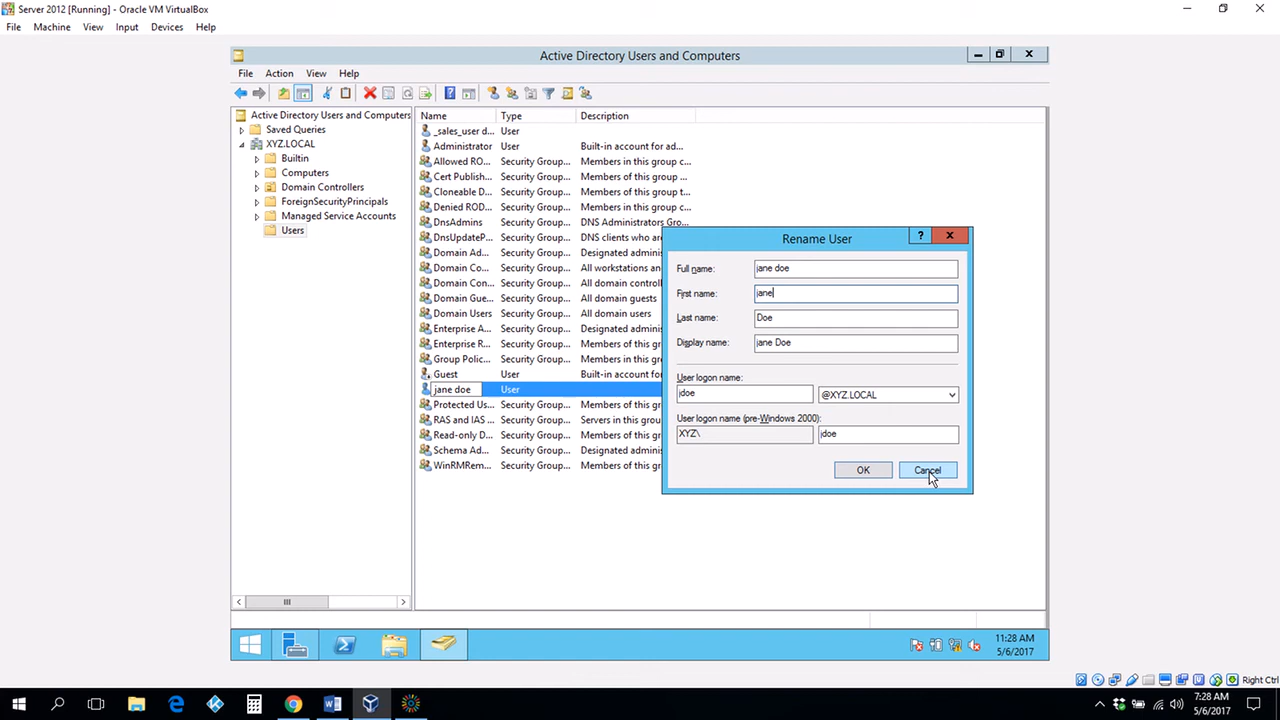 Server 2012 [Running] - Oracle VM VirtualBox
File Machine View Input Devices Help
Active Directory Users and Computers
File Action View Help
Active Directory Users and Computers
Saved Queries
XYZ.LOCAL
Builtin
Computers
Domain Controllers
ForeignSecurityPrincipals
Managed Service Accounts
Users
Name Type Description
_sales_user d... User
Administrator User Built-in account for ad...
Allowed RO... Security Group... Members in this group c...
Cert Publish... Security Group... Members of this group ...
Cloneable D... Security Group... Members of this group t...
Denied ROD... Security Group... Members in this group c...
DnsAdmins Security Group... DNS Administrators Gro...
DnsUpdateP... Security Group... DNS clients who are
Domain Ad... Security Group... Designated admini
Domain Co... Security Group... All workstations an
Domain Con... Security Group... All domain control
Domain Gue... Security Group... All domain guests
Domain Users Security Group... All domain users
Enterprise A... Security Group... Designated admini
Enterprise R... Security Group... Members of this
Group Polic... Security Group... Members in this
Guest User Built-in account fo
jane doe User
Protected Us... Security Group... Members of this
RAS and IAS ... Security Group... Servers in this grou
Read-only D... Security Group... Members of this
Schema Ad... Security Group... Designated admini
WinRMRem... Security Group... Members of this
Rename User
?
Full name: jane doe
First name: jane
Last name: Doe
Display name: jane Doe
User logon name:
jdoe @XYZ.LOCAL
User logon name (pre-Windows 2000):
XYZ\ jdoe
OK Cancel
11:28 AM
5/6/2017
Right Ctrl
7:28 AM
5/6/2017